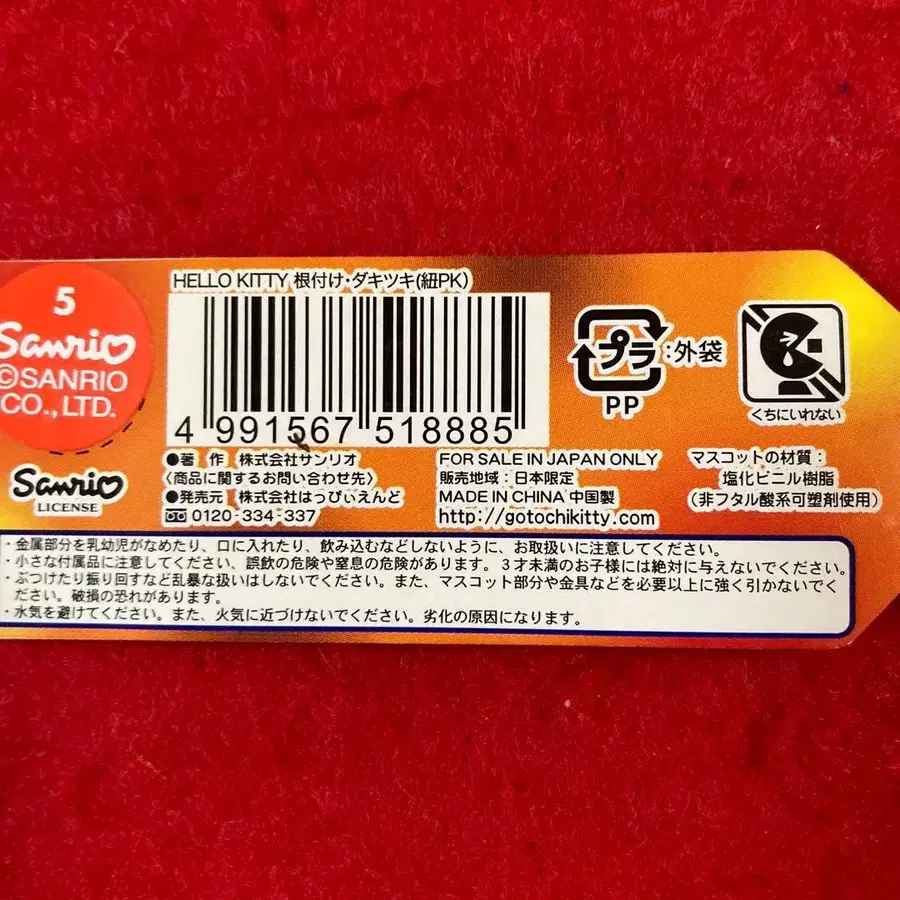 5
Sanrio
©SANRIO
CO.,LTD.
Sanrio
LICENSE
HELLO KITTY 根付け・ダキツキ(紐PK)
4 991567 518885
プラ:外袋
PP
くちにいれない
●著 作 株式会社サンリオ
〈商品に関するお問い合わせ先〉
●発売元 株式会社はうびぃえんど
0120-334-337
FOR SALE IN JAPAN ONLY
販売地域:日本限定
MADE IN CHINA 中国製
http://gotochikitty.com
マスコットの材質:
塩化ビニル樹脂
(非フタル酸系可塑剤使用)
・金属部分を乳幼児がなめたり、口に入れたり、飲み込むなどしないように、お取扱いに注意してください。
・小さな付属品に注意してください、誤飲の危険や窒息の危険があります。3才未満のお子様には絶対に与えないでください。
・ぶつけたり振り回すなど乱暴な扱いはしないでください。また、マスコット部分や金具などを必要以上に強く引かないでく
ださい。破損の恐れがあります。
・水気を避けてください。また、火気に近づけないでください。劣化の原因になります。